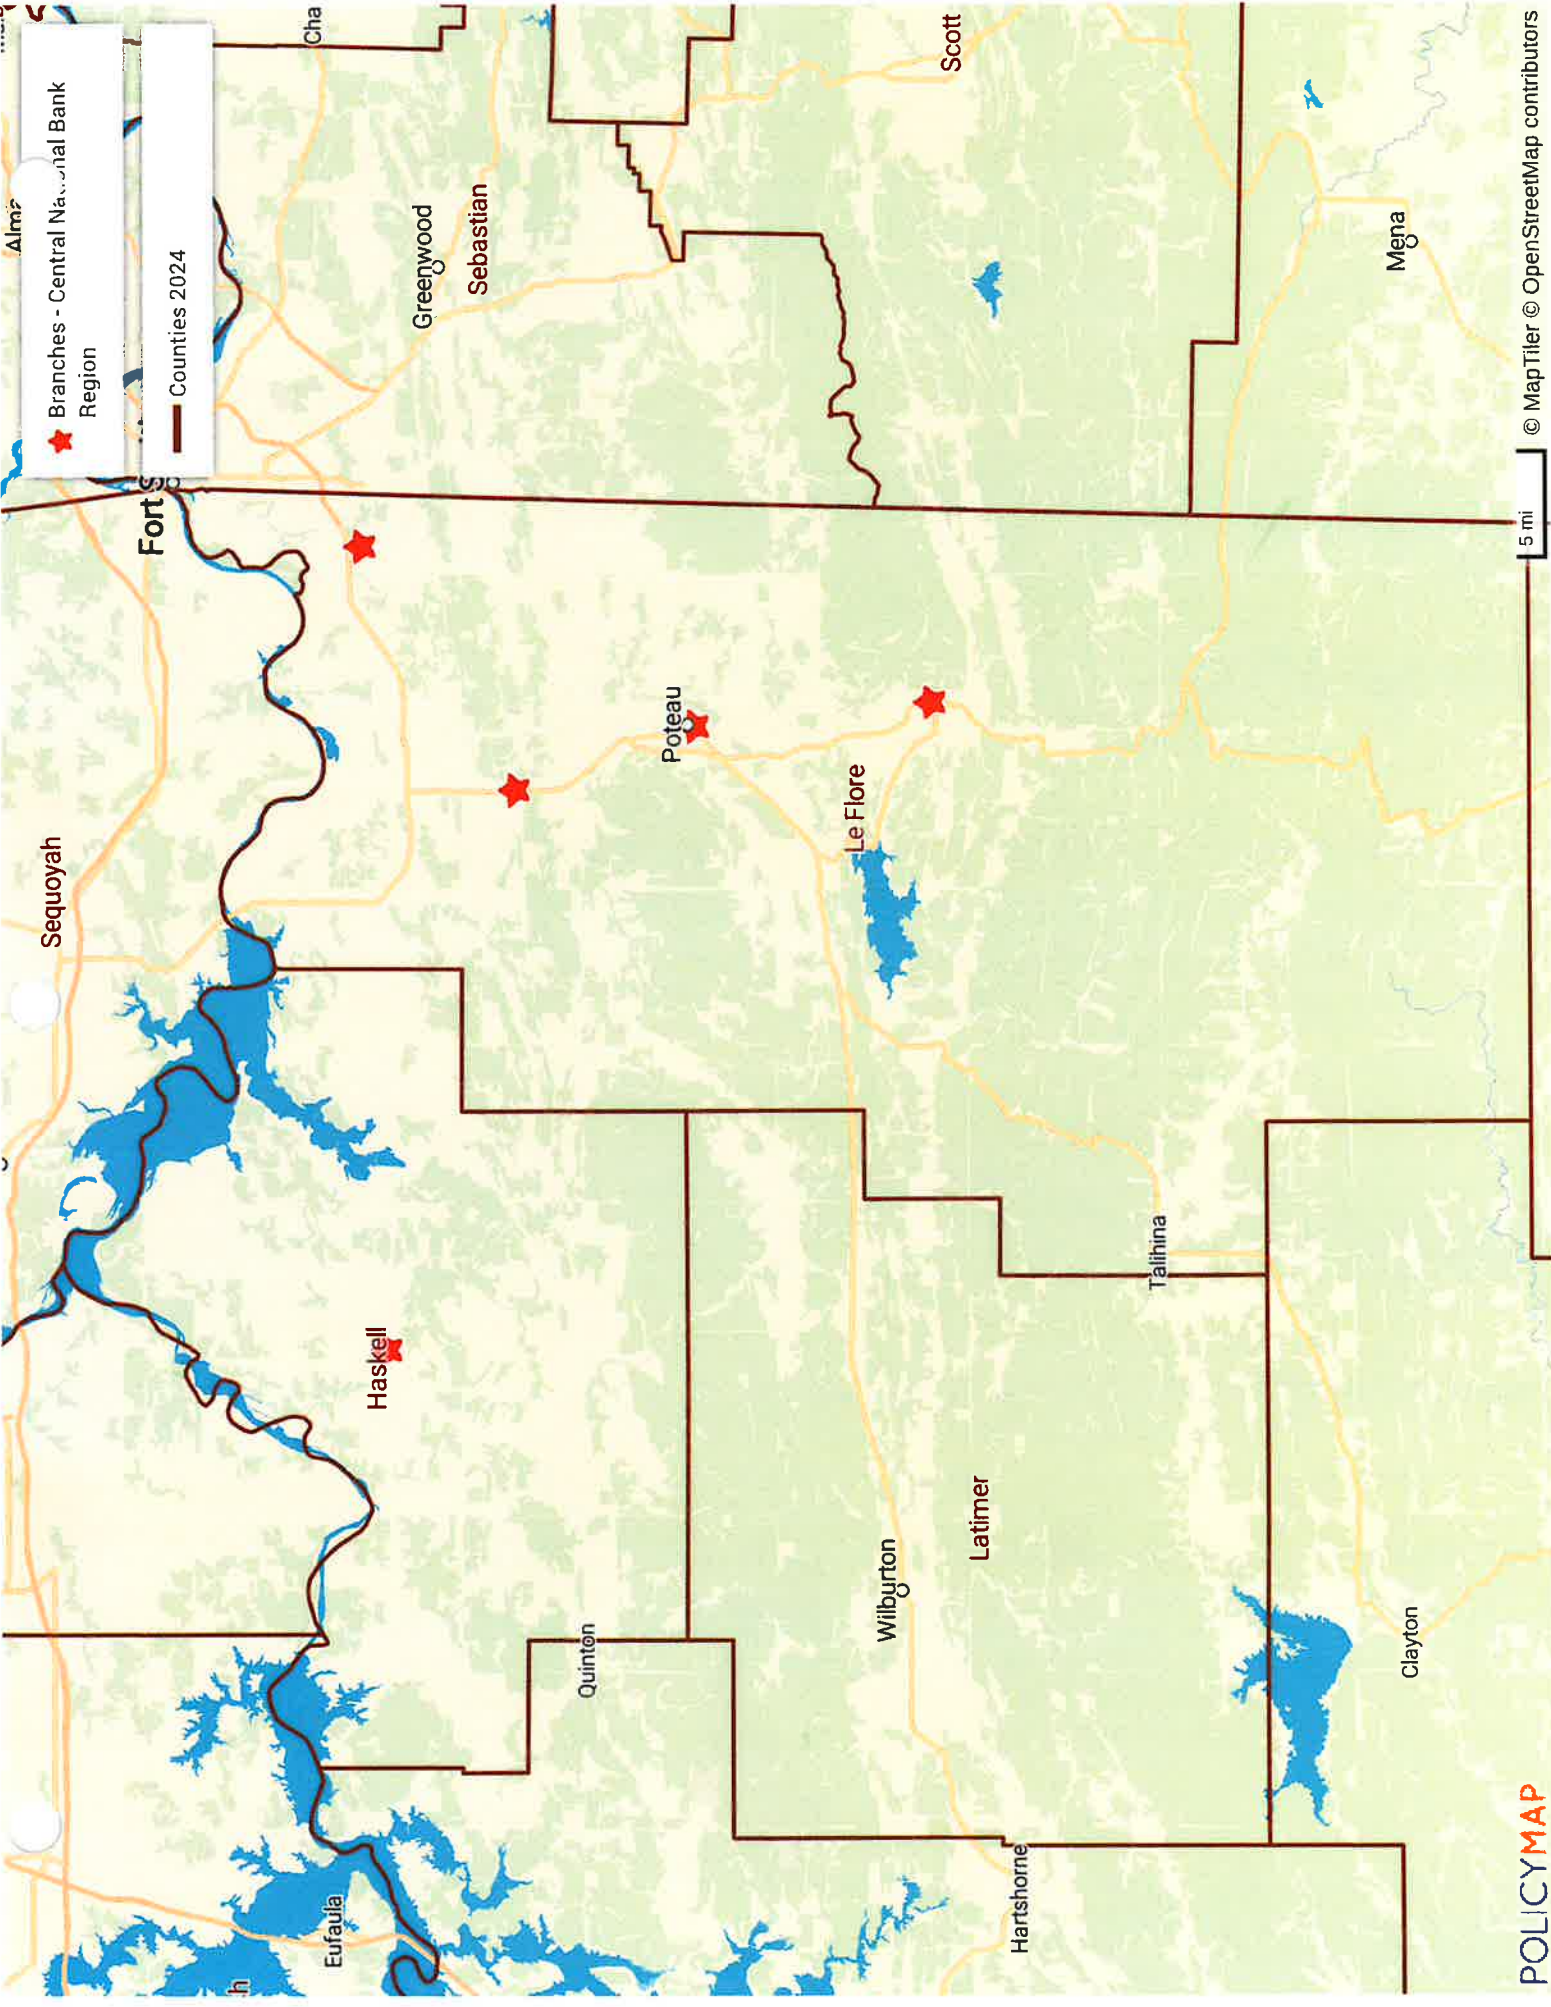 Branches - Central National Bank
Region
Counties 2024
Sequoyah
Fort S
Cha
Greenwood
Sebastian
Scott
Haskell
Poteau
Le Flore
Eufaula
Quinton
Wilburton
Latimer
Hartshorne
Talihina
Clayton
Mena
h
5 mi
POLICYMAP
© MapTiler © OpenStreetMap contributors